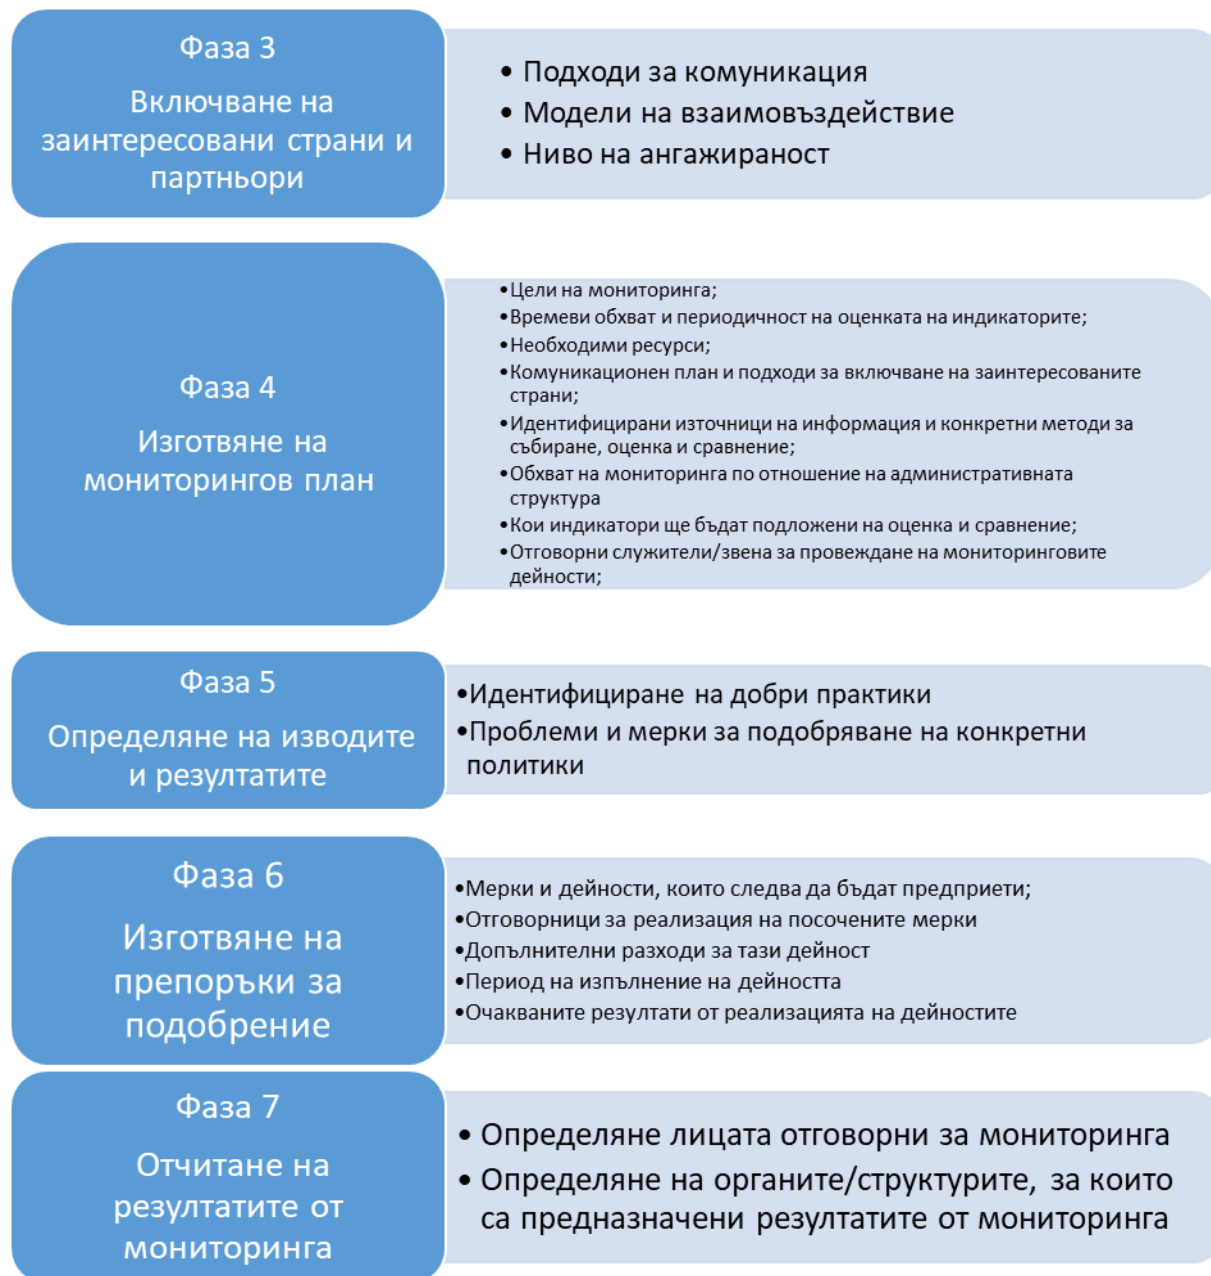 Фаза 3
Включване на
заинтересовани страни и
партньори
• Подходи за комуникация
• Модели на взаимовъздействие
• Ниво на ангажираност
Фаза 4
Изготвяне на
мониторингов план
•Цели на мониторинга;
•Времеви обхват и периодичност на оценката на индикаторите;
•Необходими ресурси;
•Комуникационен план и подходи за включване на заинтересованите
страни;
•Идентифицирани източници на информация и конкретни методи за
събиране, оценка и сравнение;
•Обхват на мониторинга по отношение на административната
структура
•Кои индикатори ще бъдат подложени на оценка и сравнение;
•Отговорни служители/звена за провеждане на мониторинговите
дейности;
Фаза 5
Определяне на изводите
и резултатите
•Идентифициране на добри практики
•Проблеми и мерки за подобряване на конкретни
политики
Фаза 6
Изготвяне на
препоръки за
подобрение
•Мерки и дейности, които следва да бъдат предприети;
•Отговорници за реализация на посочените мерки
•Допълнителни разходи за тази дейност
•Период на изпълнение на дейността
•Очакваните резултати от реализацията на дейностите
Фаза 7
Отчитане на
резултатите от
мониторинга
• Определяне лицата отговорни за мониторинга
• Определяне на органите/структурите, за които
са предназначени резултатите от мониторинга